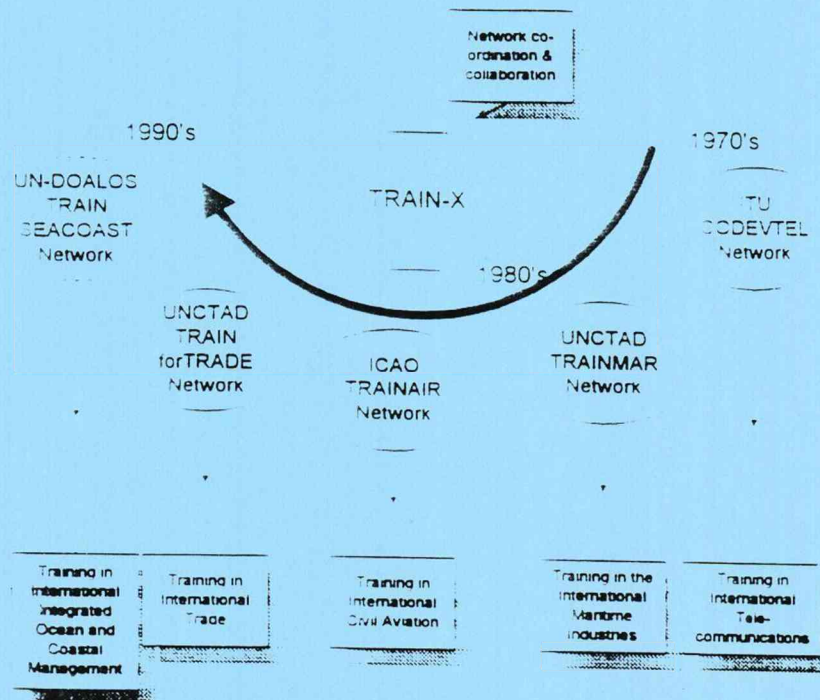 Network co-
ordination &
collaboration
1990's
1970's
UN-DOALOS
TRAIN
SEACOAST
Network
TRAIN-X
ITU
CODEVTEL
Network
1980's
UNCTAD
TRAIN
forTRADE
Network
ICAO
TRAINAIR
Network
UNCTAD
TRAINMAR
Network
Training in
International
Integrated
Ocean and
Coastal
Management
Training in
International
Trade
Training in
International
Civil Aviation
Training in the
International
Maritime
Industries
Training in
International
Tele-
communications